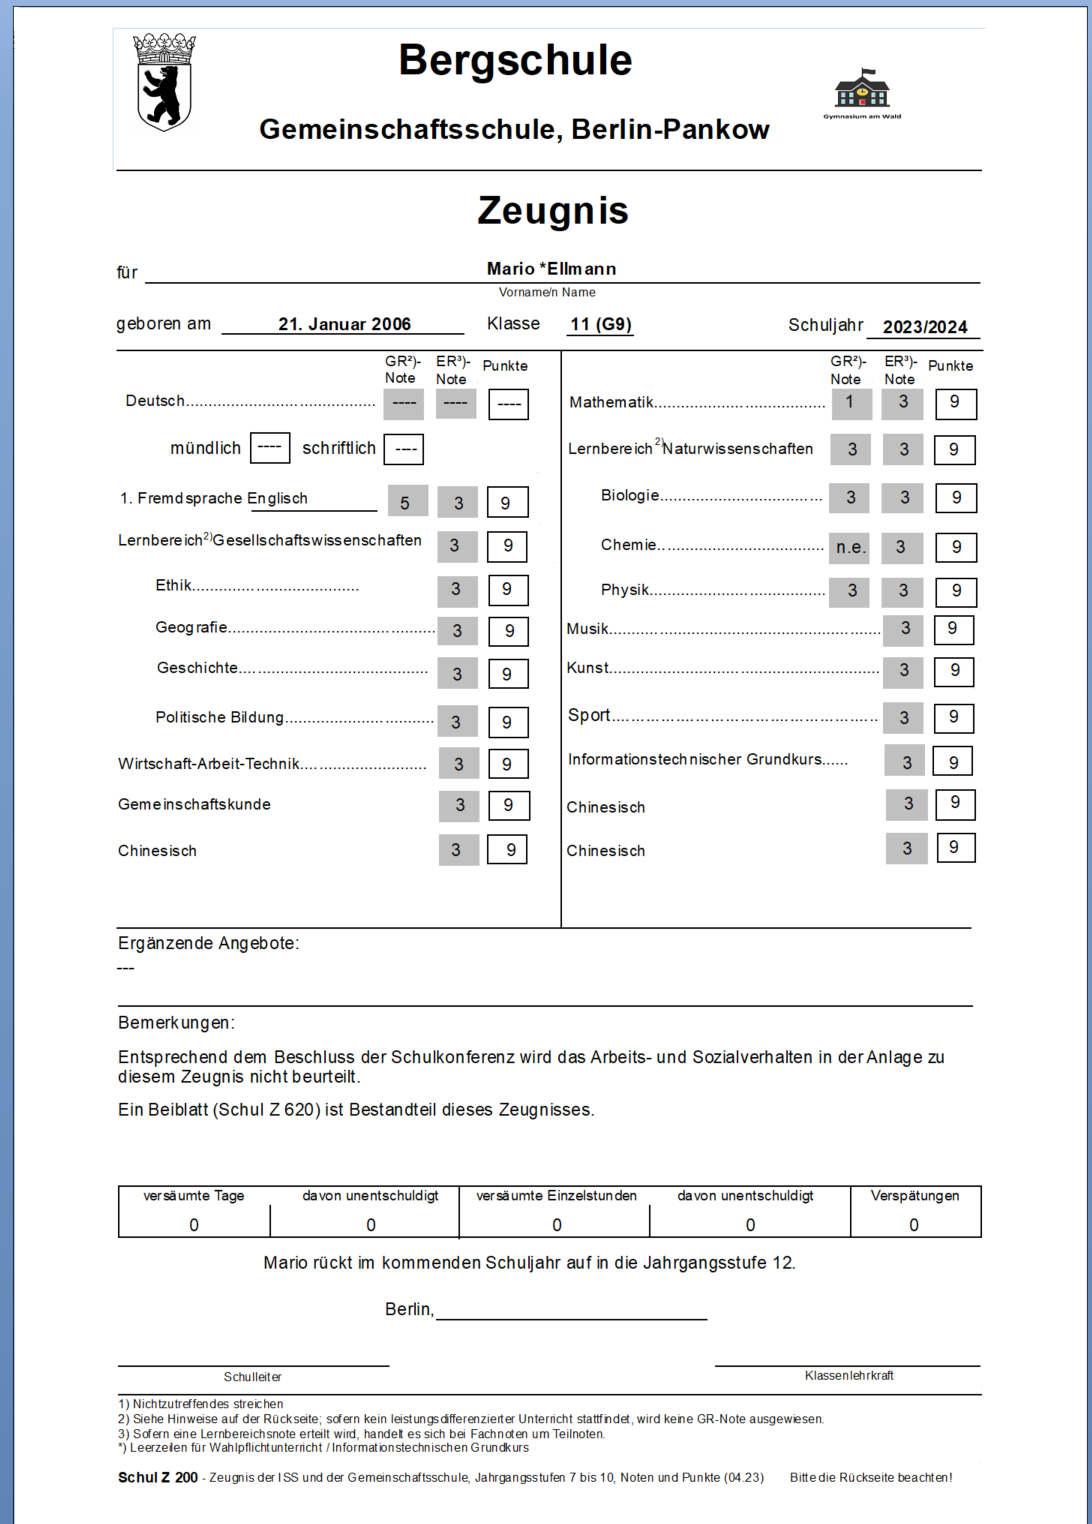 Bergschule
Gemeinschaftsschule, Berlin-Pankow
Gymnasium am Wald
Zeugnis
für Mario *Ellmann
Vorname/n Name
geboren am 21. Januar 2006 Klasse 11 (G9) Schuljahr 2023/2024
GR²)-Note ER³)-Note Punkte
Deutsch........................................ ---- ---- ----
mündlich ---- schriftlich ----
1. Fremdsprache Englisch 5 3 9
Lernbereich2)Gesellschaftswissenschaften 3 9
Ethik..................................... 3 9
Geografie.............................................. 3 9
Geschichte.......................................... 3 9
Politische Bildung................................. 3 9
Wirtschaft-Arbeit-Technik............................ 3 9
Gemeinschaftskunde 3 9
Chinesisch 3 9
GR²)-Note ER³)-Note Punkte
Mathematik...................................... 1 3 9
Lernbereich2)Naturwissenschaften 3 3 9
Biologie.................................... 3 3 9
Chemie..................................... n.e. 3 9
Physik....................................... 3 3 9
Musik............................................................ 3 9
Kunst............................................................ 3 9
Sport............................................................ 3 9
Informationstechnischer Grundkurs...... 3 9
Chinesisch 3 9
Chinesisch 3 9
Ergänzende Angebote:
---
Bemerkungen:
Entsprechend dem Beschluss der Schulkonferenz wird das Arbeits- und Sozialverhalten in der Anlage zu
diesem Zeugnis nicht beurteilt.
Ein Beiblatt (Schul Z 620) ist Bestandteil dieses Zeugnisses.
versäumte Tage davon unentschuldigt versäumte Einzelstunden davon unentschuldigt Verspätungen
0 0 0 0 0
Mario rückt im kommenden Schuljahr auf in die Jahrgangsstufe 12.
Berlin,
Schulleiter Klassenlehrkraft
1) Nichtzutreffendes streichen
2) Siehe Hinweise auf der Rückseite; sofern kein leistungsdifferenzierter Unterricht stattfindet, wird keine GR-Note ausgewiesen.
3) Sofern eine Lernbereichsnote erteilt wird, handelt es sich bei Fachnoten um Teilnoten.
*) Leerzeilen für Wahlpflichtunterricht / Informationstechnischen Grundkurs
Schul Z 200 - Zeugnis der ISS und der Gemeinschaftsschule, Jahrgangsstufen 7 bis 10, Noten und Punkte (04.23) Bitte die Rückseite beachten!